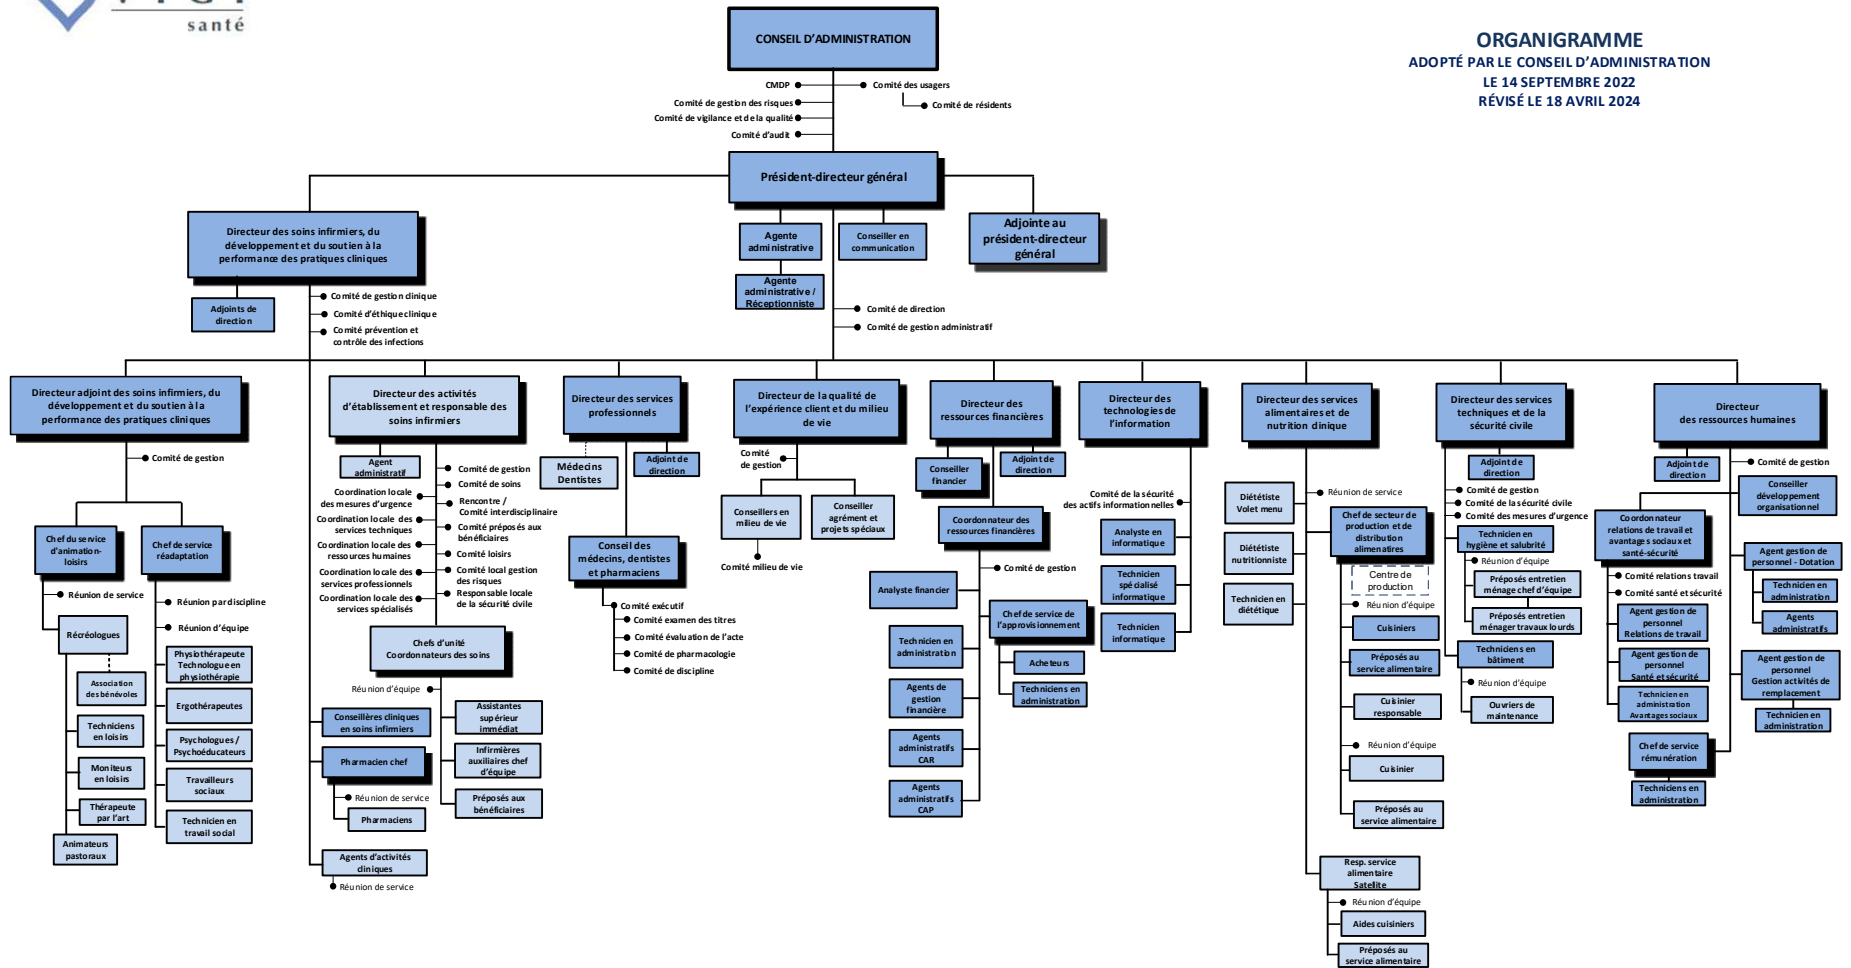 santé
ORGANIGRAMME
ADOPTÉ PAR LE CONSEIL D'ADMINISTRATION
LE 14 SEPTEMBRE 2022
RÉVISÉ LE 18 AVRIL 2024
CONSEIL D'ADMINISTRATION
CMDP
Comité des usagers
Comité de gestion des risques
Comité de résidents
Comité de vigilance et de la qualité
Comité d'audit
Président-directeur général
Agente
administrative
Agente
administrative /
Réceptionniste
Conseiller en
communication
Adjointe au
président-directeur
général
Comité de direction
Comité de gestion administratif
Directeur des soins infirmiers, du
développement et du soutien à la
performance des pratiques cliniques
Adjoints de
direction
Comité de gestion clinique
Comité d'éthique clinique
Comité prévention et
contrôle des infections
Directeur adjoint des soins infirmiers, du
développement et du soutien à la
performance des pratiques cliniques
Comité de gestion
Chef du service
d'animation-
loisirs
Réunion de service
Récréologues
Association
des bénévoles
Techniciens
en loisirs
Moniteurs
en loisirs
Thérapeute
par l'art
Animateurs
pastoraux
Chef de service
réadaptation
Réunion par discipline
Réunion d'équipe
Physiothérapeute
Technologue en
physiothérapie
Ergothérapeutes
Psychologues /
Psychoéducateurs
Travailleurs
sociaux
Technicien en
travail social
Directeur des activités
d'établissement et responsable des
soins infirmiers
Agent
administratif
Comité de gestion
Comité de soins
Coordination locale
des mesures d'urgence
Rencontre /
Comité interdisciplinaire
Coordination locale des
services techniques
Comité préposés aux
bénéficiaires
Coordination locale des
ressources humaines
Comité loisirs
Coordination locale des
services professionnels
Comité local gestion
des risques
Coordination locale des
services spécialisés
Responsable locale
de la sécurité civile
Chefs d'unité
Coordonnateurs des soins
Réunion d'équipe
Assistantes
supérieur
immédiat
Infirmières
auxiliaires chef
d'équipe
Préposés aux
bénéficiaires
Conseillères cliniques
en soins infirmiers
Pharmacien chef
Réunion de service
Pharmaciens
Agents d'activités
cliniques
Réunion de service
Directeur des services
professionnels
Médecins
Dentistes
Adjoint de
direction
Conseil des
médecins, dentistes
et pharmaciens
Comité exécutif
Comité examen des titres
Comité évaluation de l'acte
Comité de pharmacologie
Comité de discipline
Directeur de la qualité de
l'expérience client et du milieu
de vie
Comité
de gestion
Conseillers en
milieu de vie
Comité milieu de vie
Conseiller
agrément et
projets spéciaux
Directeur des
ressources financières
Conseiller
financier
Adjoint de
direction
Coordonnateur des
ressources financières
Comité de gestion
Analyste financier
Chef de service de
l'approvisionnement
Acheteurs
Techniciens en
administration
Technicien en
administration
Agents de
gestion
financière
Agents
administratifs
CAR
Agents
administratifs
CAP
Directeur des
technologies de
l'information
Comité de la sécurité
des actifs informationnelles
Analyste en
informatique
Technicien
spécialisé
informatique
Technicien
informatique
Directeur des services
alimentaires et de
nutrition clinique
Diététiste
Volet menu
Diététiste
nutritionniste
Technicien en
diététique
Réunion de service
Chef de secteur de
production et de
distribution
alimenatires
Centre de
production
Réunion d'équipe
Cuisiniers
Préposés au
service alimentaire
Cuisinier
responsable
Réunion d'équipe
Cuisinier
Préposés au
service alimentaire
Resp. service
alimentaire
Satellite
Réunion d'équipe
Aides cuisiniers
Préposés au
service alimentaire
Directeur des services
techniques et de la
sécurité civile
Adjoint de
direction
Comité de gestion
Comité de la sécurité civile
Comité des mesures d'urgence
Technicien en
hygiène et salubrité
Réunion d'équipe
Préposés entretien
ménage chef d'équipe
Préposés entretien
ménager travaux lourds
Techniciens en
bâtiment
Réunion d'équipe
Ouvriers de
maintenance
Directeur
des ressources humaines
Adjoint de
direction
Comité de gestion
Conseiller
développement
organisationnel
Coordonnateur
relations de travail et
avantages sociaux et
santé-sécurité
Comité relations travail
Comité santé et sécurité
Agent gestion de
personnel
Relations de travail
Agent gestion de
personnel
Santé et sécurité
Technicien en
administration
Avantages sociaux
Agent gestion de
personnel - Dotation
Technicien en
administration
Agents
administratifs
Agent gestion de
personnel
Gestion activités de
remplacement
Technicien en
administration
Chef de service
rémunération
Techniciens en
administration